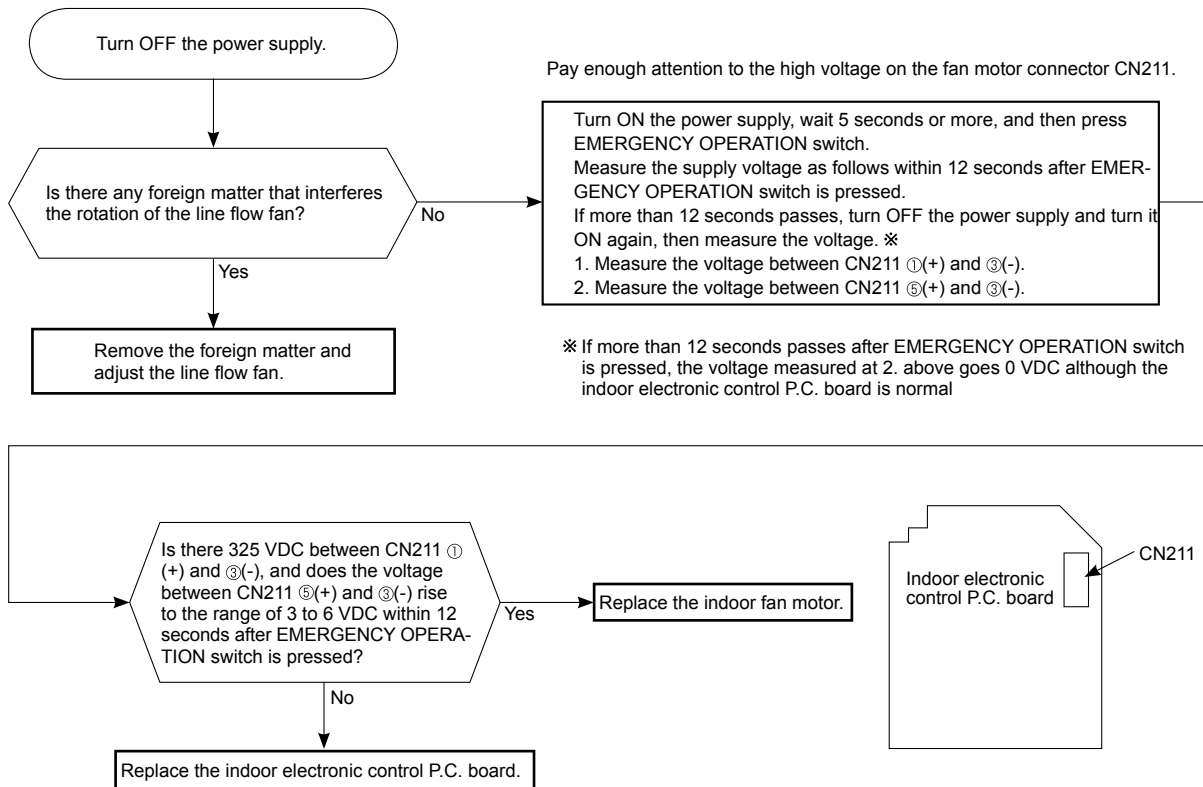 Turn OFF the power supply.
Pay enough attention to the high voltage on the fan motor connector CN211.
Is there any foreign matter that interferes
the rotation of the line flow fan?
No
Yes
Turn ON the power supply, wait 5 seconds or more, and then press
EMERGENCY OPERATION switch.
Measure the supply voltage as follows within 12 seconds after EMER-
GENCY OPERATION switch is pressed.
If more than 12 seconds passes, turn OFF the power supply and turn it
ON again, then measure the voltage. ※
1. Measure the voltage between CN211 ①(+) and ③(-).
2. Measure the voltage between CN211 ⑤(+) and ③(-).
Remove the foreign matter and
adjust the line flow fan.
※ If more than 12 seconds passes after EMERGENCY OPERATION switch
is pressed, the voltage measured at 2. above goes 0 VDC although the
indoor electronic control P.C. board is normal
Is there 325 VDC between CN211 ①
(+) and ③(-), and does the voltage
between CN211 ⑤(+) and ③(-) rise
to the range of 3 to 6 VDC within 12
seconds after EMERGENCY OPERA-
TION switch is pressed?
Yes
Replace the indoor fan motor.
No
Replace the indoor electronic control P.C. board.
Indoor electronic
control P.C. board
CN211